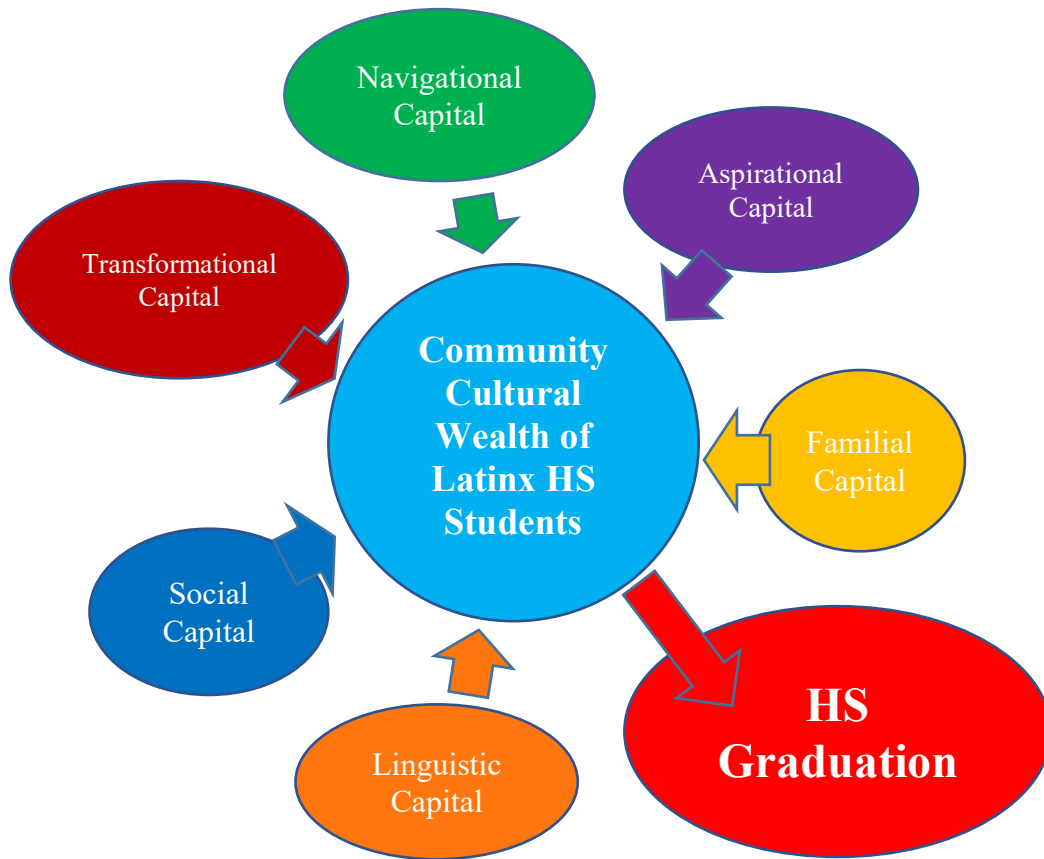 Navigational
Capital
Aspirational
Capital
Transformational
Capital
Community
Cultural
Wealth of
Latinx HS
Students
Familial
Capital
Social
Capital
HS
Graduation
Linguistic
Capital